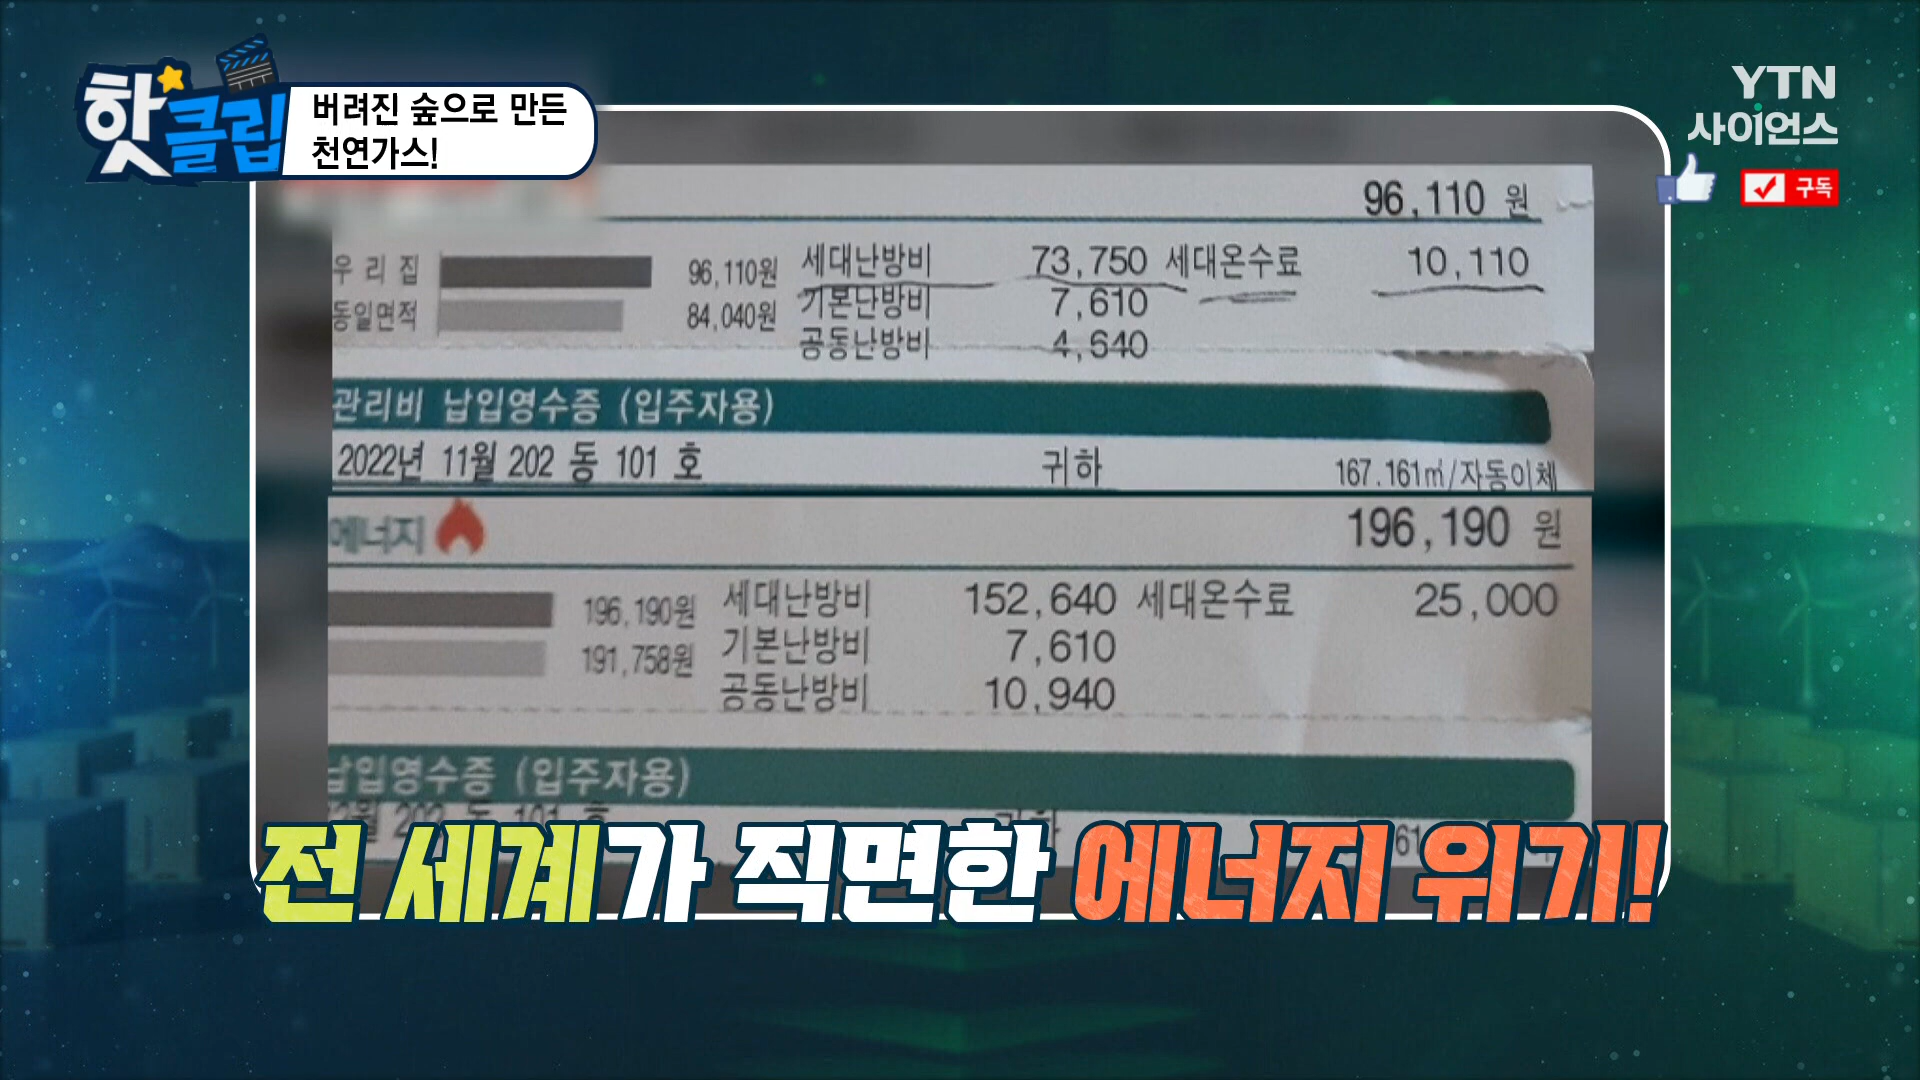 핫클립
버려진 숲으로 만든
천연가스!
YTN
사이언스
구독
96,110 원
우리집 96,110원 세대난방비 73,750 세대온수료 10,110
동일면적 84,040원 기본난방비 7,610
공동난방비 4,640
관리비 납입영수증 (입주자용)
2022년 11월 202 동 101 호 귀하 167.161㎡/자동이체
에너지 196,190 원
196,190원 세대난방비 152,640 세대온수료 25,000
191,758원 기본난방비 7,610
공동난방비 10,940
납입영수증 (입주자용)
전 세계가 직면한 에너지 위기!